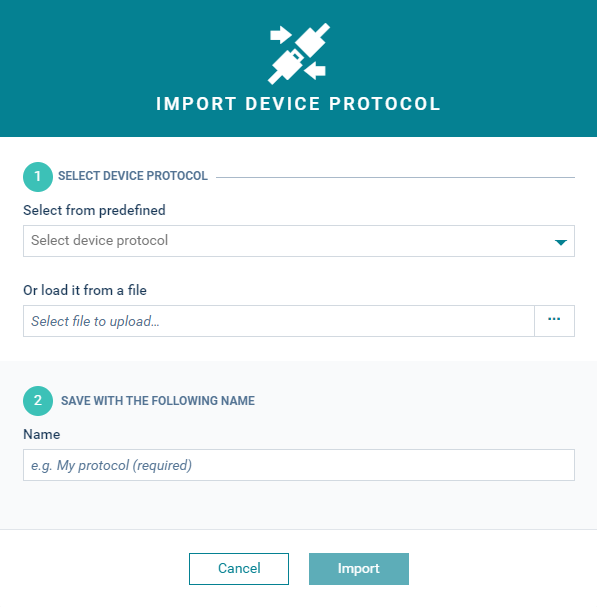 IMPORT DEVICE PROTOCOL
1 SELECT DEVICE PROTOCOL
Select from predefined
Select device protocol
Or load it from a file
Select file to upload... ...
2 SAVE WITH THE FOLLOWING NAME
Name
e.g. My protocol (required)
Cancel Import